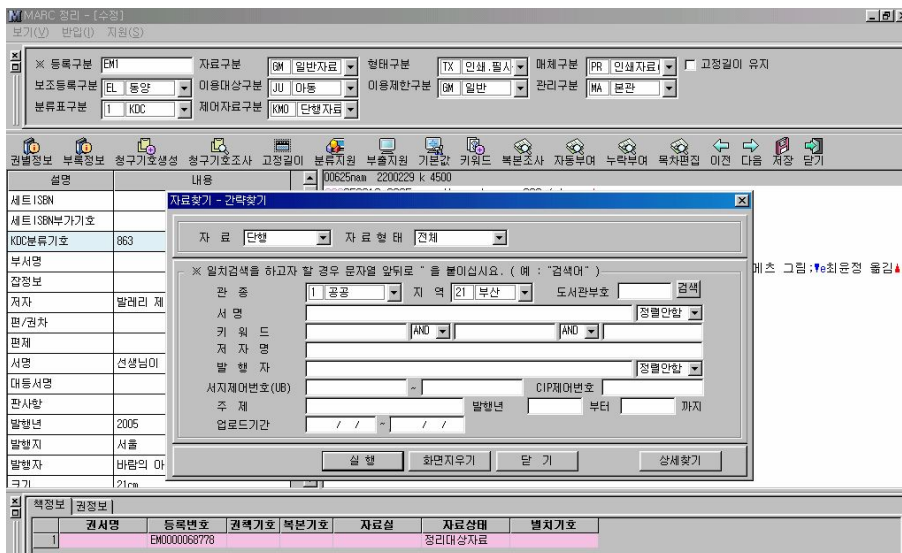 MARC 정리 - [수정]
보기(V) 반입(I) 지원(S)
※ 등록구분 EM1 자료구분 GM 일반자료 형태구분 TX 인쇄.필사 매체구분 PR 인쇄자료 고정길이 유지
보조등록구분 EL 동양 이용대상구분 JU 아동 이용제한구분 GM 일반 관리구분 MA 본관
분류표구분 1 KDC 제어자료구분 KMO 단행자료
권별정보 부록정보 청구기호생성 청구기호조사 고정길이 분류지원 부출지원 기본값 키워드 복본조사 자동부여 누락부여 목차편집 이전 다음 저장 닫기
설명 내용 00625nam 2200229 k 4500
세트ISBN 자료찾기 - 간략찾기
세트ISBN부가기호
자 료 단행 자 료 형 태 전체
KDC분류기호 863
부서명 메츠 그림;▼e최윤정 옮김▲
※ 일치검색을 하고자 할 경우 문자열 앞뒤로 " 을 붙이십시요. ( 예 : "검색어" )
잡정보
관 종 1 공공 지 역 21 부산 도서관부호 검색
저자 발레리 제
서 명 정렬안함
편/권차
키 워 드 AND AND
편제
저 자 명
서명 선생님이
발 행 자 정렬안함
대등서명
서지제어번호(UB) ~ CIP제어번호
판사항
주 제 발행년 부터 까지
발행년 2005
업로드기간 / / ~ / /
발행지 서울
실 행 화면지우기 닫 기 상세찾기
발행자 바람의 아
크기 21cm
책정보 권정보
권서명 등록번호 권책기호 복본기호 자료실 자료상태 별치기호
1 EM0000068778 정리대상자료